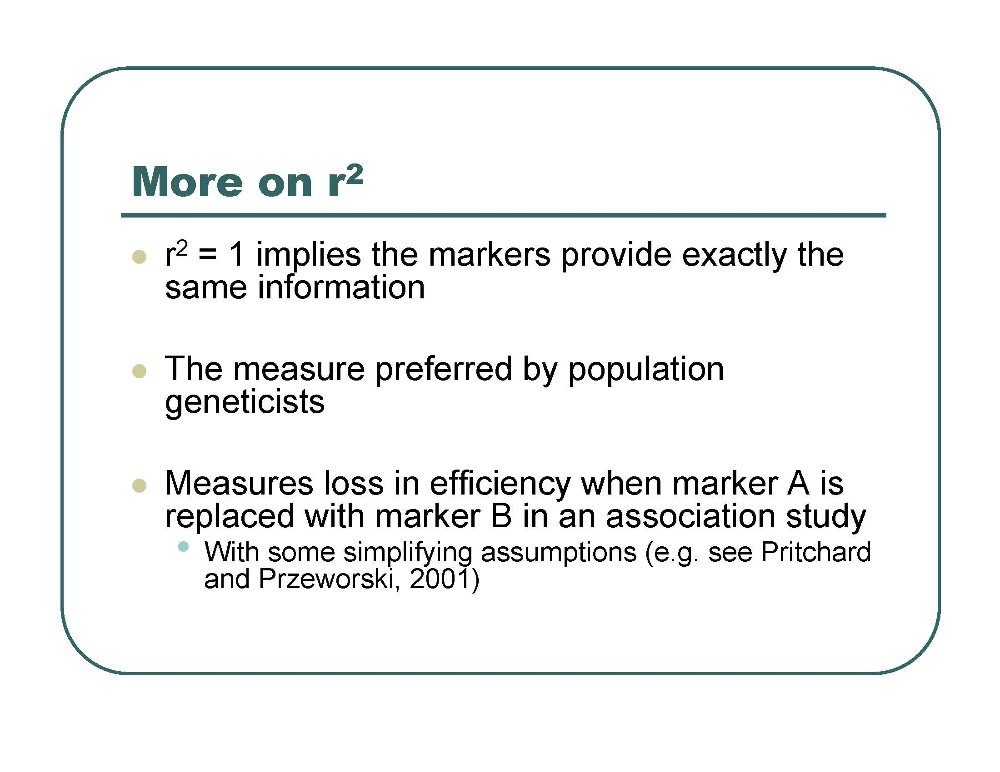 More on r²
r² = 1 implies the markers provide exactly the
same information
The measure preferred by population
geneticists
Measures loss in efficiency when marker A is
replaced with marker B in an association study
With some simplifying assumptions (e.g. see Pritchard
and Przeworski, 2001)